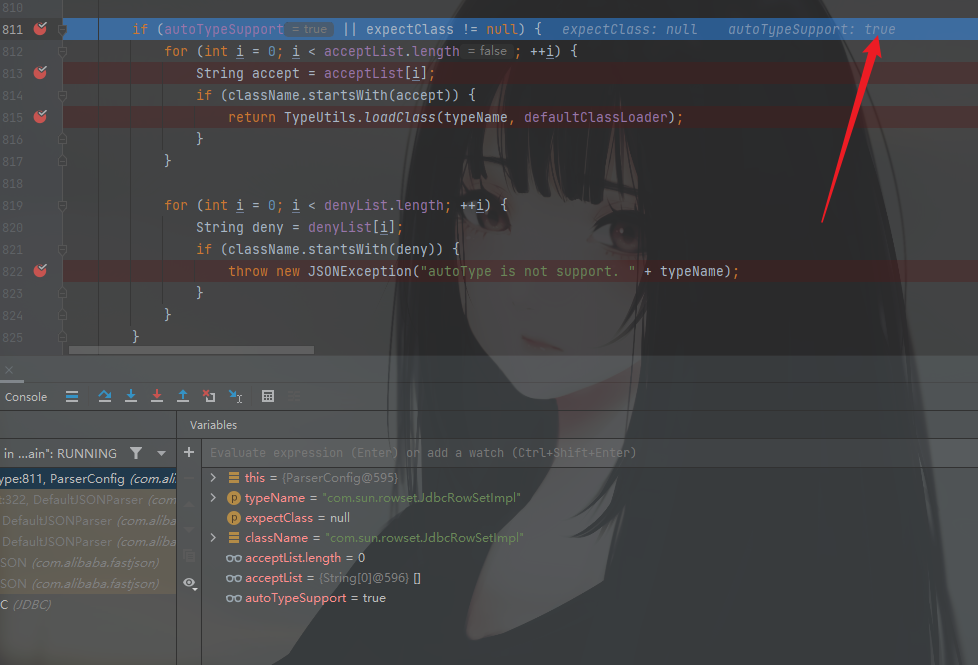 810
811 if (autoTypeSupport = true || expectClass != null) { expectClass: null autoTypeSupport: true
812 for (int i = 0; i < acceptList.length = false ; ++i) {
813 String accept = acceptList[i];
814 if (className.startsWith(accept)) {
815 return TypeUtils.loadClass(typeName, defaultClassLoader);
816 }
817 }
818
819 for (int i = 0; i < denyList.length; ++i) {
820 String deny = denyList[i];
821 if (className.startsWith(deny)) {
822 throw new JSONException("autoType is not support. " + typeName);
823 }
824 }
825 }
Console
Variables
in ...ain": RUNNING
Evaluate expression (Enter) or add a watch (Ctrl+Shift+Enter)
ype:811, ParserConfig (com.ali
:322, DefaultJSONParser (com
DefaultJSONParser (com.alibaba
DefaultJSONParser (com.alibaba
SON (com.alibaba.fastjson)
SON (com.alibaba.fastjson)
C (JDBC)
this = {ParserConfig@595}
p typeName = "com.sun.rowset.JdbcRowSetImpl"
p expectClass = null
className = "com.sun.rowset.JdbcRowSetImpl"
acceptList.length = 0
acceptList = {String[0]@596} []
autoTypeSupport = true